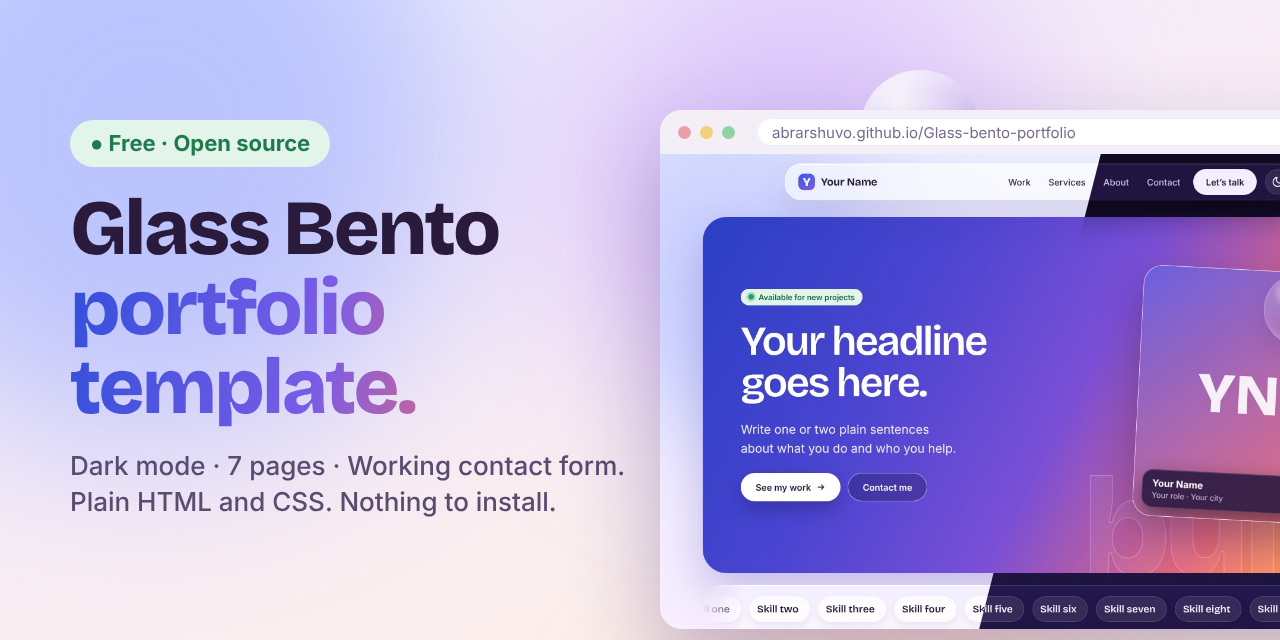 ● Free · Open source
Glass Bento
portfolio
template.
Dark mode · 7 pages · Working contact form.
Plain HTML and CSS. Nothing to install.
abrarshuvo.github.io/Glass-bento-portfolio
Y Your Name
Work Services About Contact Let's talk
Available for new projects
Your headline
goes here.
Write one or two plain sentences
about what you do and who you help.
See my work → Contact me
YN
Your Name
Your role · Your city
one Skill two Skill three Skill four Skill five Skill six Skill seven Skill eight Skill